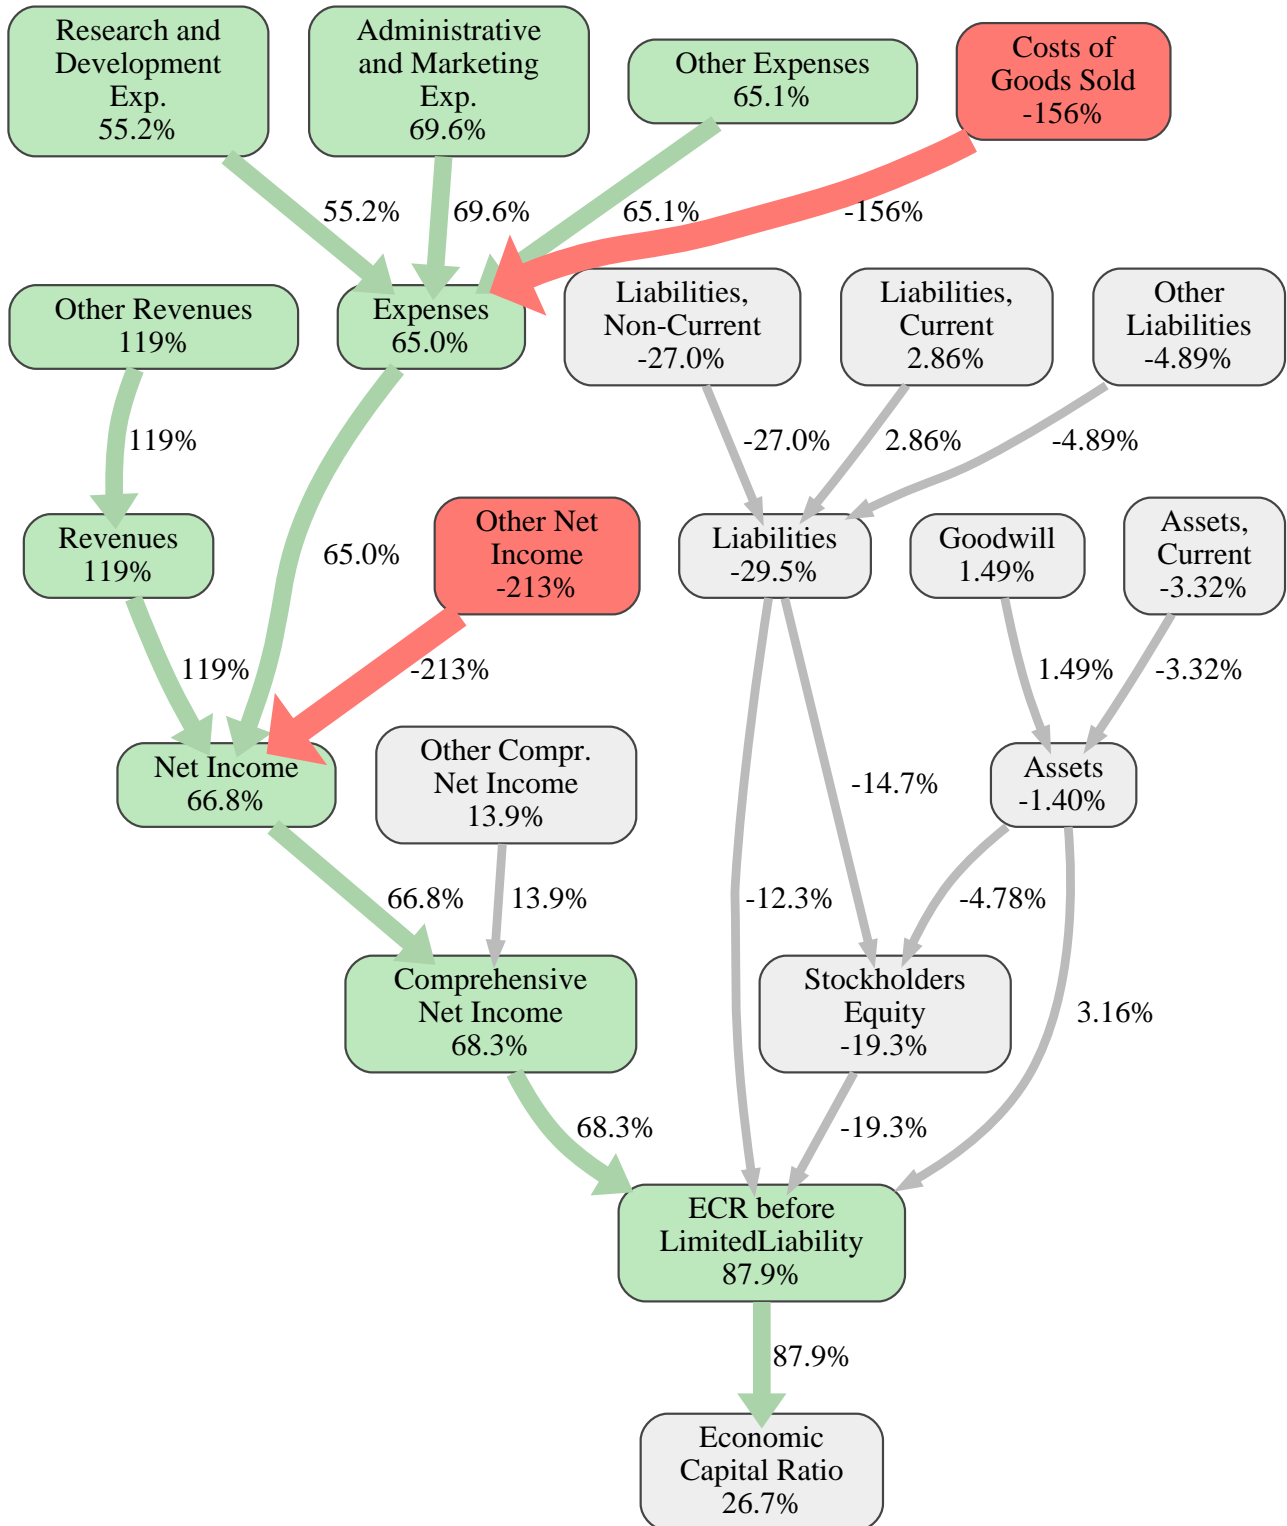 Research and
Development
Exp.
55.2%
Administrative
and Marketing
Exp.
69.6%
Other Expenses
65.1%
Costs of
Goods Sold
-156%
55.2%
69.6%
65.1%
-156%
Other Revenues
119%
Expenses
65.0%
Liabilities,
Non-Current
-27.0%
Liabilities,
Current
2.86%
Other
Liabilities
-4.89%
119%
-27.0%
2.86%
-4.89%
Revenues
119%
65.0%
Other Net
Income
-213%
Liabilities
-29.5%
Goodwill
1.49%
Assets,
Current
-3.32%
119%
-213%
1.49%
-3.32%
Net Income
66.8%
Other Compr.
Net Income
13.9%
-14.7%
Assets
-1.40%
66.8%
13.9%
-12.3%
-4.78%
Comprehensive
Net Income
68.3%
Stockholders
Equity
-19.3%
3.16%
68.3%
-19.3%
ECR before
LimitedLiability
87.9%
87.9%
Economic
Capital Ratio
26.7%